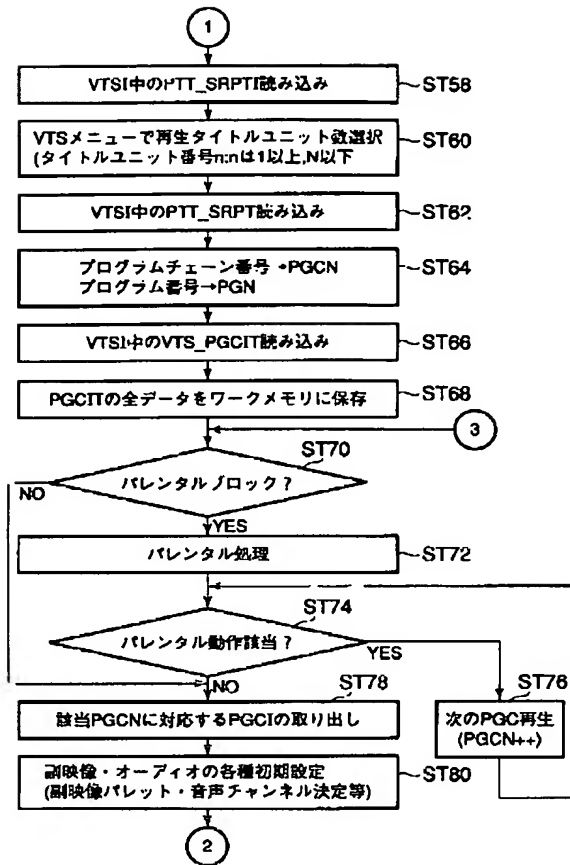 1
VTSI中のPTT_SRPTI読み込み
ST58
VTSメニューで再生タイトルユニット数選択
(タイトルユニット番号n:nは1以上,N以下
ST60
VTSI中のPTT_SRPT読み込み
ST62
プログラムチェーン番号→PGCN
プログラム番号→PGN
ST64
VTSI中のVTS_PGCIT読み込み
ST66
PGCITの全データをワークメモリに保存
ST68
3
ST70
パレンタルブロック?
NO
YES
パレンタル処理
ST72
ST74
パレンタル動作該当?
YES
NO
ST78
ST76
該当PGCNに対応するPGCIの取り出し
次のPGC再生
(PGCN++)
副映像・オーディオの各種初期設定
(副映像パレット・音声チャンネル決定等)
ST80
2